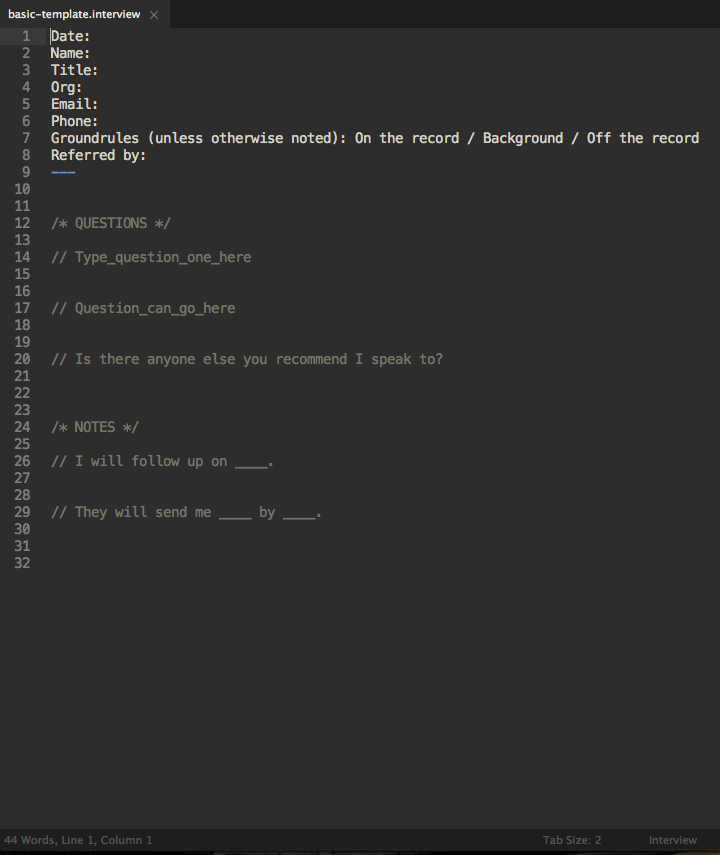 basic-template.interview ×
1 Date:
2 Name:
3 Title:
4 Org:
5 Email:
6 Phone:
7 Groundrules (unless otherwise noted): On the record / Background / Off the record
8 Referred by:
9 ---
10
11
12 /* QUESTIONS */
13
14 // Type_question_one_here
15
16
17 // Question_can_go_here
18
19
20 // Is there anyone else you recommend I speak to?
21
22
23
24 /* NOTES */
25
26 // I will follow up on ____.
27
28
29 // They will send me ____ by ____.
30
31
32
44 Words, Line 1, Column 1 Tab Size: 2 Interview